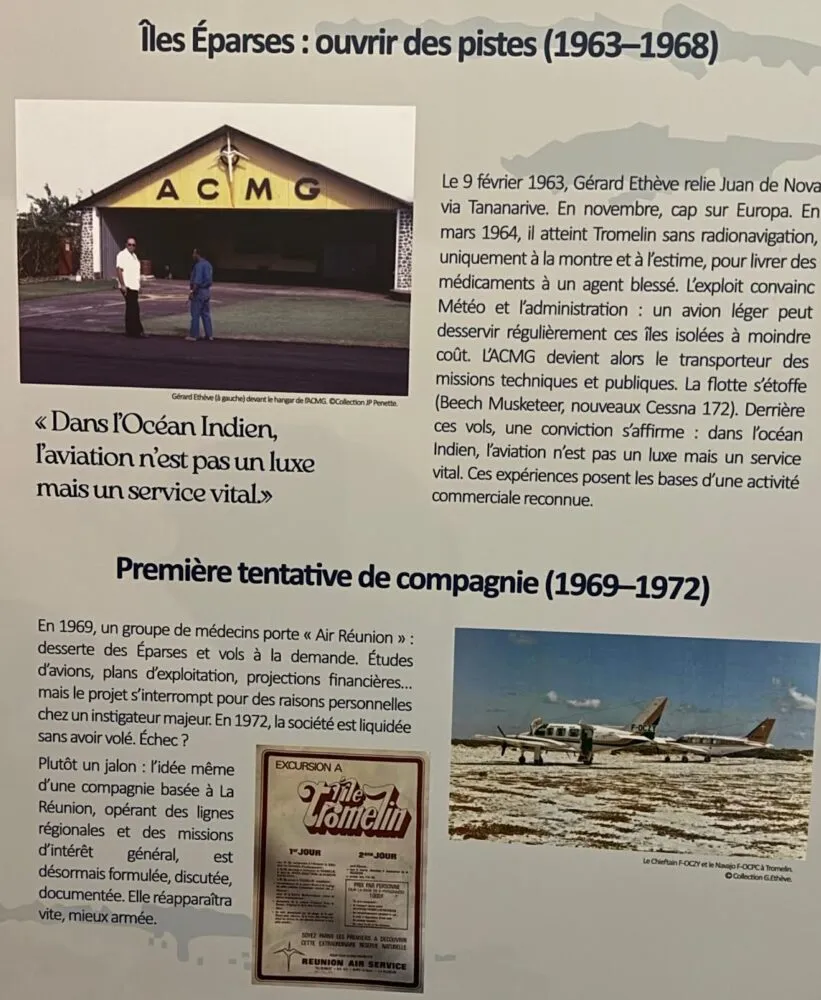 Îles Éparses : ouvrir des pistes (1963–1968)
ACMG
Gérard Ethève (à gauche) devant le hangar de l'ACMG. ©Collection JP Penette.
« Dans l'Océan Indien,
l'aviation n'est pas un luxe
mais un service vital.»
Le 9 février 1963, Gérard Ethève relie Juan de Nova
via Tananarive. En novembre, cap sur Europa. En
mars 1964, il atteint Tromelin sans radionavigation,
uniquement à la montre et à l'estime, pour livrer des
médicaments à un agent blessé. L'exploit convainc
Météo et l'administration : un avion léger peut
desservir régulièrement ces îles isolées à moindre
coût. L'ACMG devient alors le transporteur des
missions techniques et publiques. La flotte s'étoffe
(Beech Musketeer, nouveaux Cessna 172). Derrière
ces vols, une conviction s'affirme : dans l'océan
Indien, l'aviation n'est pas un luxe mais un service
vital. Ces expériences posent les bases d'une activité
commerciale reconnue.
Première tentative de compagnie (1969–1972)
En 1969, un groupe de médecins porte « Air Réunion » :
desserte des Éparses et vols à la demande. Études
d'avions, plans d'exploitation, projections financières...
mais le projet s'interrompt pour des raisons personnelles
chez un instigateur majeur. En 1972, la société est liquidée
sans avoir volé. Échec ?
Plutôt un jalon : l'idée même
d'une compagnie basée à La
Réunion, opérant des lignes
régionales et des missions
d'intérêt général, est
désormais formulée, discutée,
documentée. Elle réapparaîtra
vite, mieux armée.
EXCURSION A
l'île
Tromelin
1er JOUR
2ème JOUR
PRIX PAR PERSONNE
SOYEZ PARMI LES PREMIERS A DECOUVRIR
CETTE EXTRAORDINAIRE RESERVE NATURELLE
REUNION AIR SERVICE
Le Chieftain F-OCZY et le Navajo F-OCPC à Tromelin.
© Collection G.Ethève.